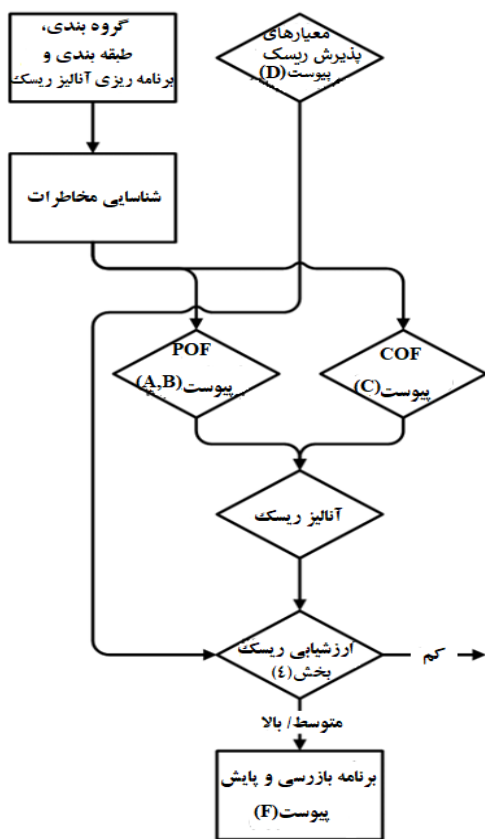 گروه بندی،
طبقه بندی و
برنامه ریزی آنالیز ریسک
معیارهای
پذیرش ریسک
پیوست(D)
شناسایی مخاطرات
POF
پیوست(A,B)
COF
پیوست(C)
آنالیز ریسک
ارزشیابی ریسک
بخش(٤)
کم
متوسط/ بالا
برنامه بازرسی و پایش
پیوست(F)